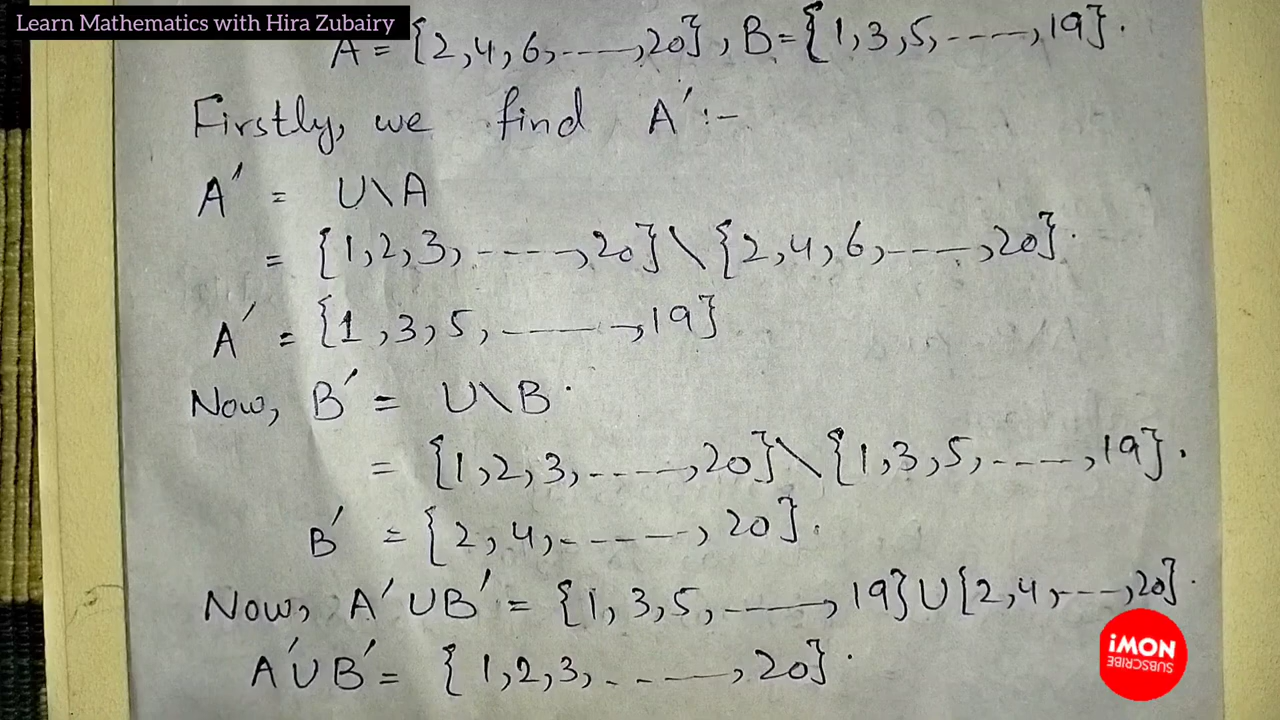 Learn Mathematics with Hira Zubairy
A = {2,4,6,-----,20}, B={1,3,5,-----,19}.
Firstly, we find A′:-
A′ = U\A
= {1,2,3,-----,20}\{2,4,6,-----,20}.
A′ = {1,3,5,-----,19}
Now, B′ = U\B.
= {1,2,3,-----,20}\{1,3,5,-----,19}.
B′ = {2,4,-----,20}.
Now, A′UB′ = {1,3,5,-----,19}U{2,4,---,20}.
A′UB′= {1,2,3,-----,20}.
iMON
SUBSCRIBE